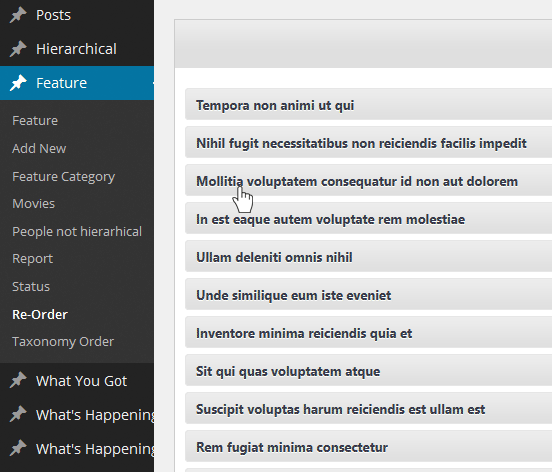 Posts
Hierarchical
Feature
Feature
Add New
Feature Category
Movies
People not hierarhical
Report
Status
Re-Order
Taxonomy Order
What You Got
What's Happening
What's Happening
Tempora non animi ut qui
Nihil fugit necessitatibus non reiciendis facilis impedit
Mollitia voluptatem consequatur id non aut dolorem
In est eaque autem voluptate rem molestiae
Ullam deleniti omnis nihil
Unde similique eum iste eveniet
Inventore minima reiciendis quia et
Sit qui quas voluptatem atque
Suscipit voluptas harum reiciendis est ullam est
Rem fugiat minima consectetur